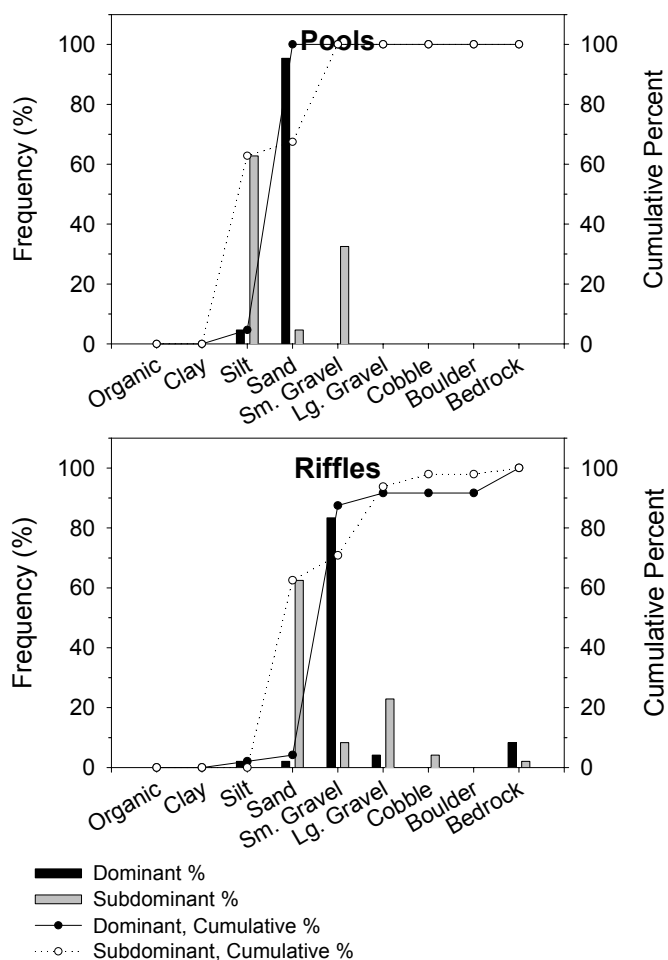 Pools
100
80
60
40
20
0
Frequency (%)
100
80
60
40
20
0
Cumulative Percent
Organic
Clay
Silt
Sand
Sm. Gravel
Lg. Gravel
Cobble
Boulder
Bedrock
Riffles
100
80
60
40
20
0
Frequency (%)
100
80
60
40
20
0
Cumulative Percent
Organic
Clay
Silt
Sand
Sm. Gravel
Lg. Gravel
Cobble
Boulder
Bedrock
Dominant %
Subdominant %
Dominant, Cumulative %
Subdominant, Cumulative %